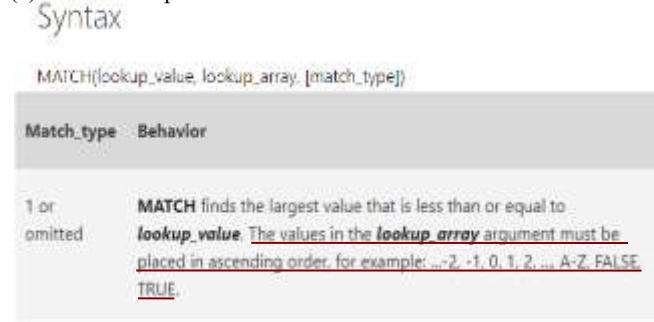 Syntax
MATCH(lookup_value, lookup_array, [match_type])
Match_type Behavior
1 or
omitted
MATCH finds the largest value that is less than or equal to
lookup_value. The values in the lookup_array argument must be
placed in ascending order, for example: ...-2, -1, 0, 1, 2, ..., A-Z, FALSE,
TRUE.